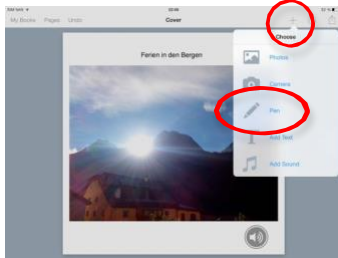 My Books Pages Undo Cover
Choose
Ferien in den Bergen
Photos
Camera
Pen
Add Text
Add Sound